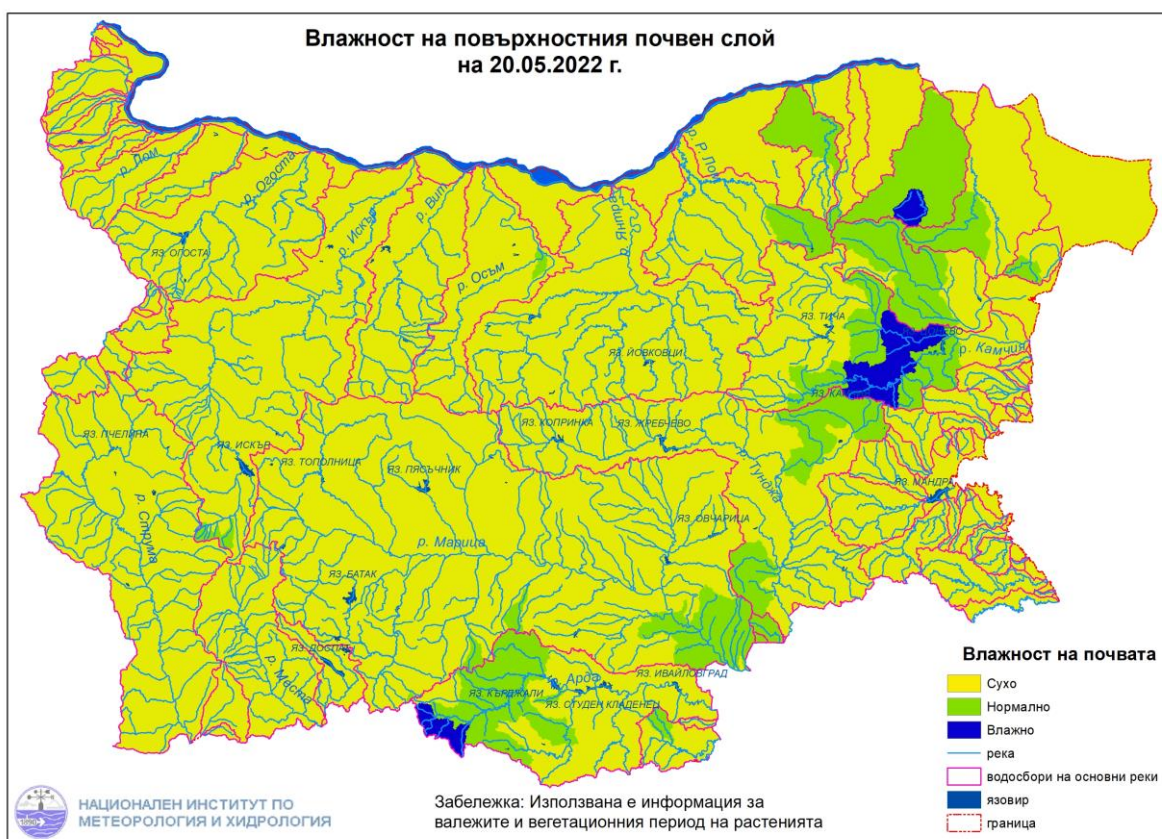 Влажност на повърхностния почвен слой
на 20.05.2022 г.
р. Лом
р. Огоста
р. Искър
р. Вит
р. Осъм
р. Янтра
р. Р. Лом
ЯЗ. ОГОСТА
ЯЗ. ТИЧА
р. Камчия
ЯЗ. ЙОВКОВЦИ
ЯЗ. ПЧЕЛИНА
ЯЗ. ИСКЪР
ЯЗ. ТОПОЛНИЦА
ЯЗ. ПЯСЪЧНИК
ЯЗ. КОПРИНКА
ЯЗ. ЖРЕБЧЕВО
р. Тунджа
ЯЗ. МАНДРА
р. Струма
р. Марица
ЯЗ. ОВЧАРИЦА
ЯЗ. БАТАК
ЯЗ. ДОСПАТ
р. Места
ЯЗ. КЪРДЖАЛИ
р. Арда
ЯЗ. ИВАЙЛОВГРАД
ЯЗ. СТУДЕН КЛАДЕНЕЦ
Влажност на почвата
Сухо
Нормално
Влажно
река
водосбори на основни реки
язовир
граница
1890
НАЦИОНАЛЕН ИНСТИТУТ ПО
МЕТЕОРОЛОГИЯ И ХИДРОЛОГИЯ
Забележка: Използвана е информация за
валежите и вегетационния период на растенията